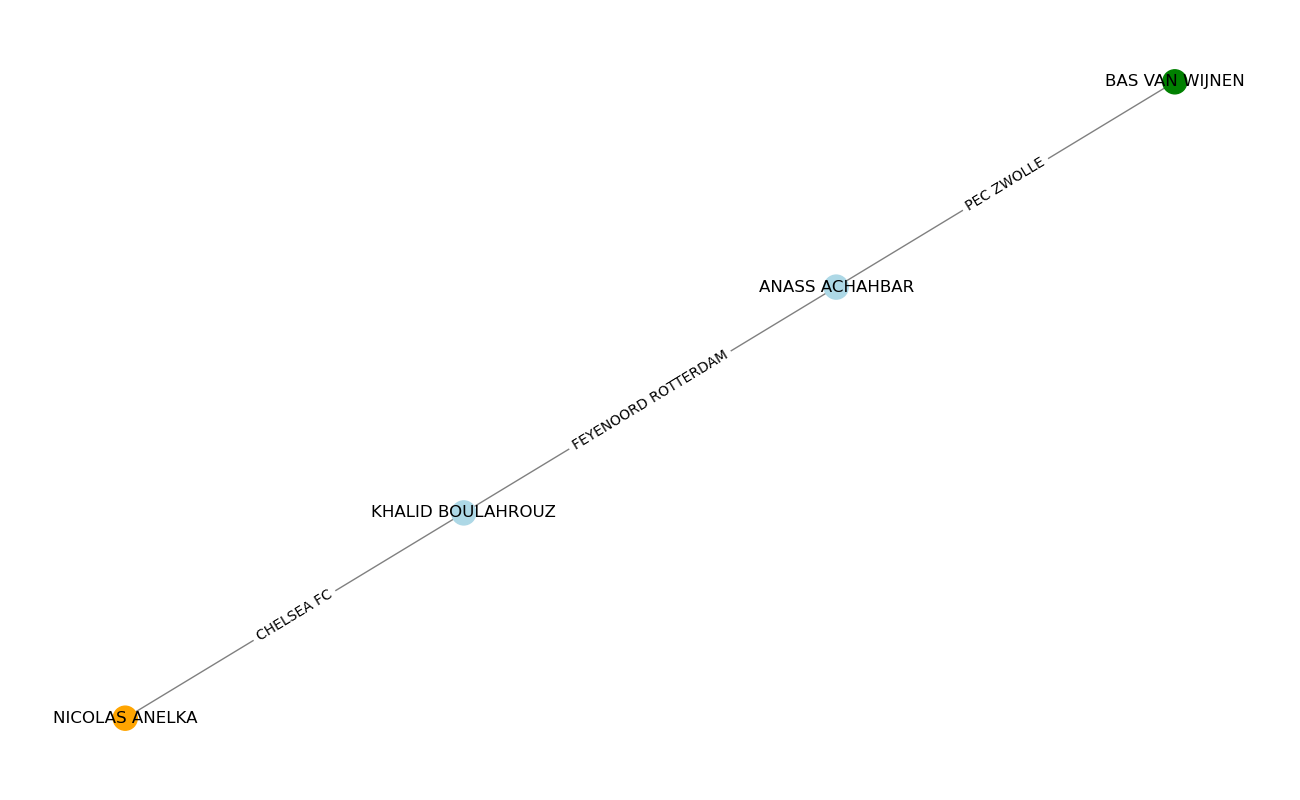 BAS VAN WIJNEN
PEC ZWOLLE
ANASS ACHAHBAR
FEYENOORD ROTTERDAM
KHALID BOULAHROUZ
CHELSEA FC
NICOLAS ANELKA